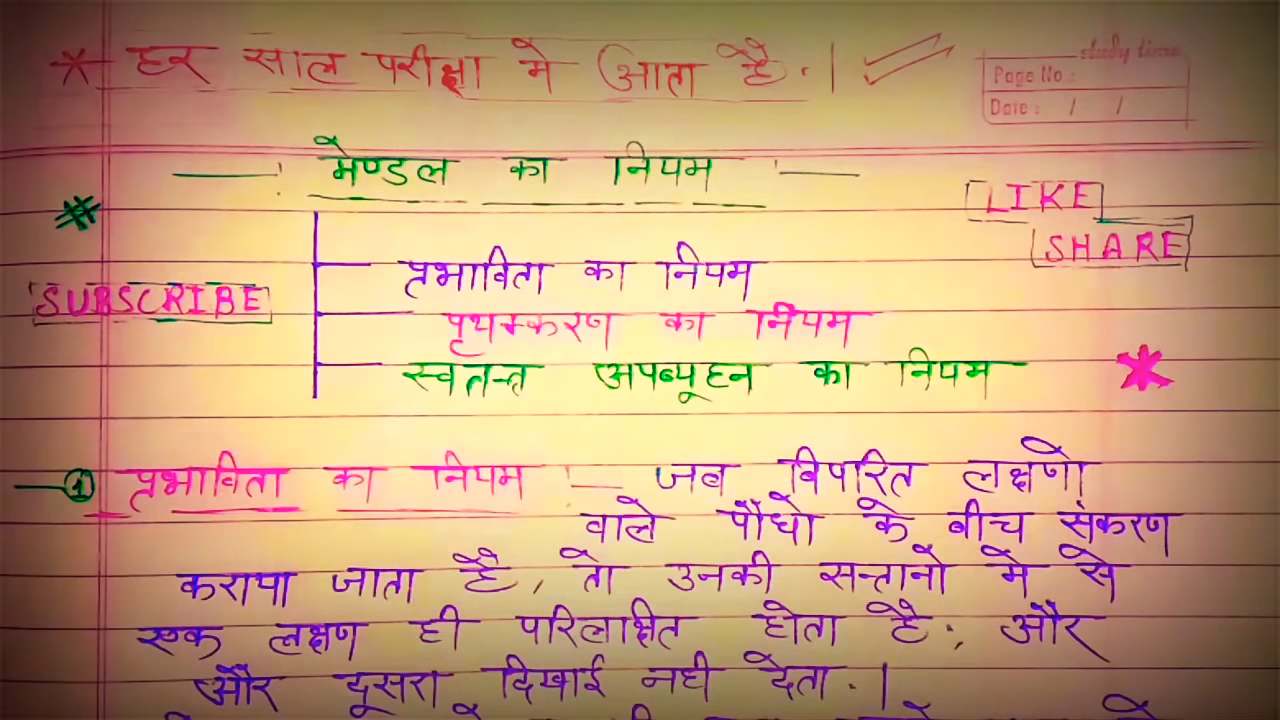 * हर साल परीक्षा मे आता है.।
study time
Page No :
Date : / /
मेण्डल का नियम
LIKE
SHARE
प्रभाविता का नियम
SUBSCRIBE
पृथक्करण का नियम
स्वतन्त्र अपब्यूहन का नियम
① प्रभाविता का नियम — जब विपरित लक्षणो
वाले पौधो के बीच संकरण
कराया जाता है, तो उनकी सन्तानो मे से
एक लक्षण ही परिलाक्षित होता है:, और
और दूसरा दिखाई नही देता.।